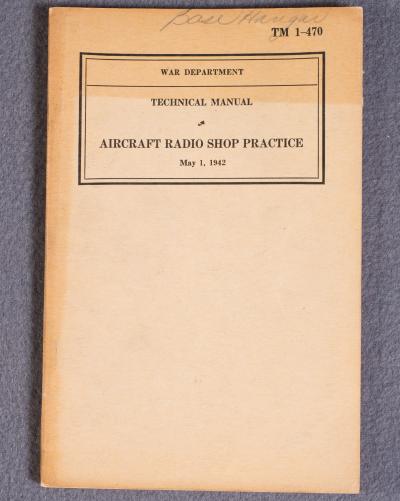 Base Hangar
TM 1-470
WAR DEPARTMENT
TECHNICAL MANUAL
AIRCRAFT RADIO SHOP PRACTICE
May 1, 1942